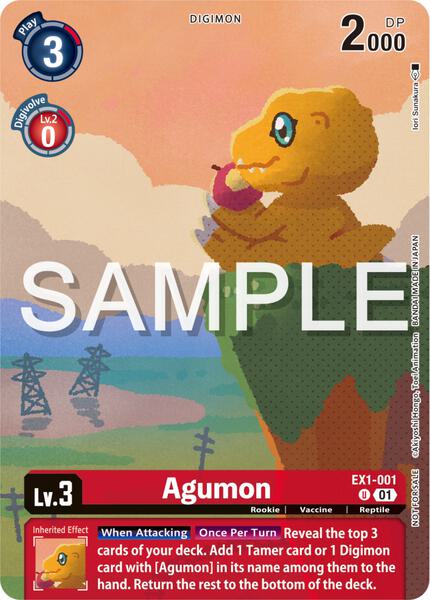 DIGIMON
Play
3
DP
2000
Digivolve
Lv.2
0
Iori Sunakura
SAMPLE
©Akiyoshi Hongo, Toei Animation BANDAI MADE IN JAPAN
NOT FOR SALE
Lv.3
Agumon
EX1-001
U 01
Rookie | Vaccine | Reptile
Inherited Effect
When Attacking Once Per Turn Reveal the top 3
cards of your deck. Add 1 Tamer card or 1 Digimon
card with [Agumon] in its name among them to the
hand. Return the rest to the bottom of the deck.